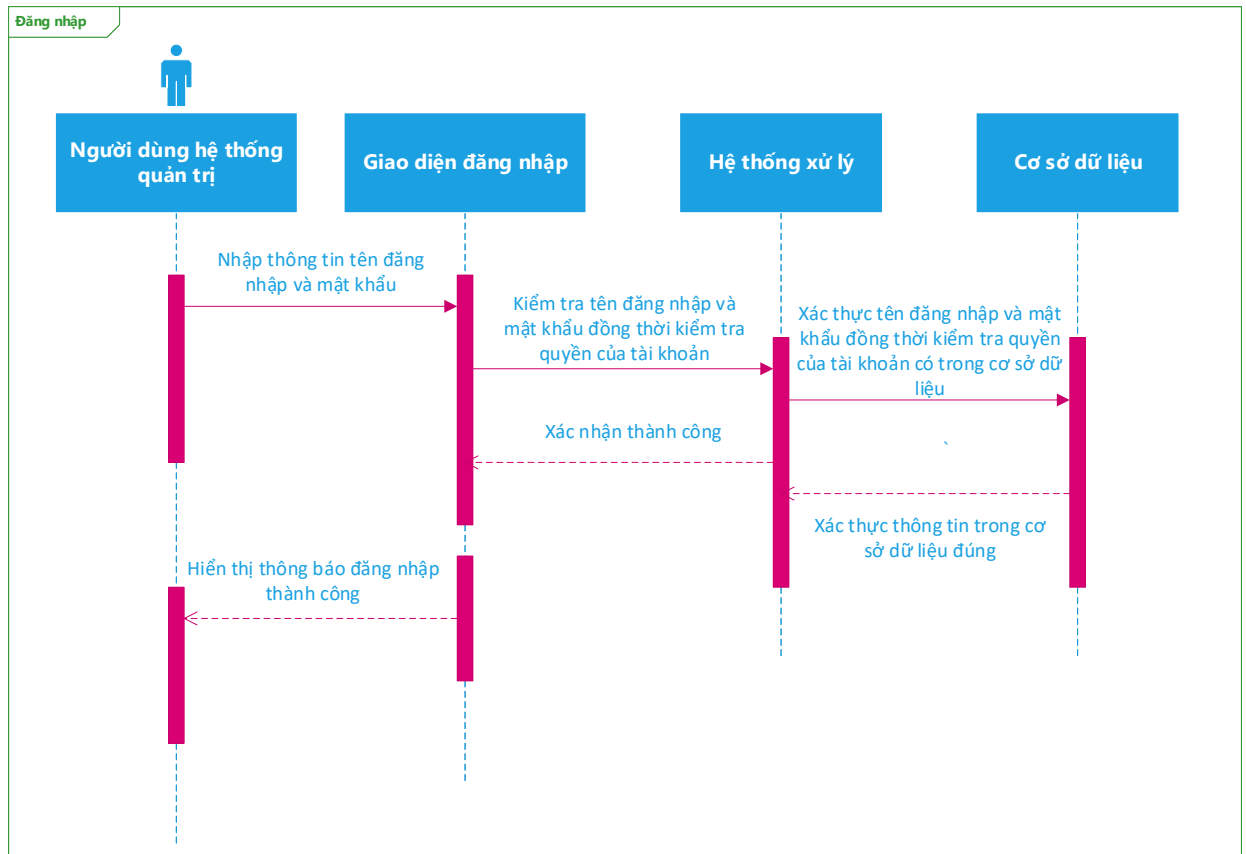 Đăng nhập
Người dùng hệ thống
quản trị
Giao diện đăng nhập
Hệ thống xử lý
Cơ sở dữ liệu
Nhập thông tin tên đăng
nhập và mật khẩu
Kiểm tra tên đăng nhập và
mật khẩu đồng thời kiểm tra
quyền của tài khoản
Xác thực tên đăng nhập và mật
khẩu đồng thời kiểm tra quyền
của tài khoản có trong cơ sở dữ
liệu
Xác nhận thành công
`
Xác thực thông tin trong cơ
sở dữ liệu đúng
Hiển thị thông báo đăng nhập
thành công